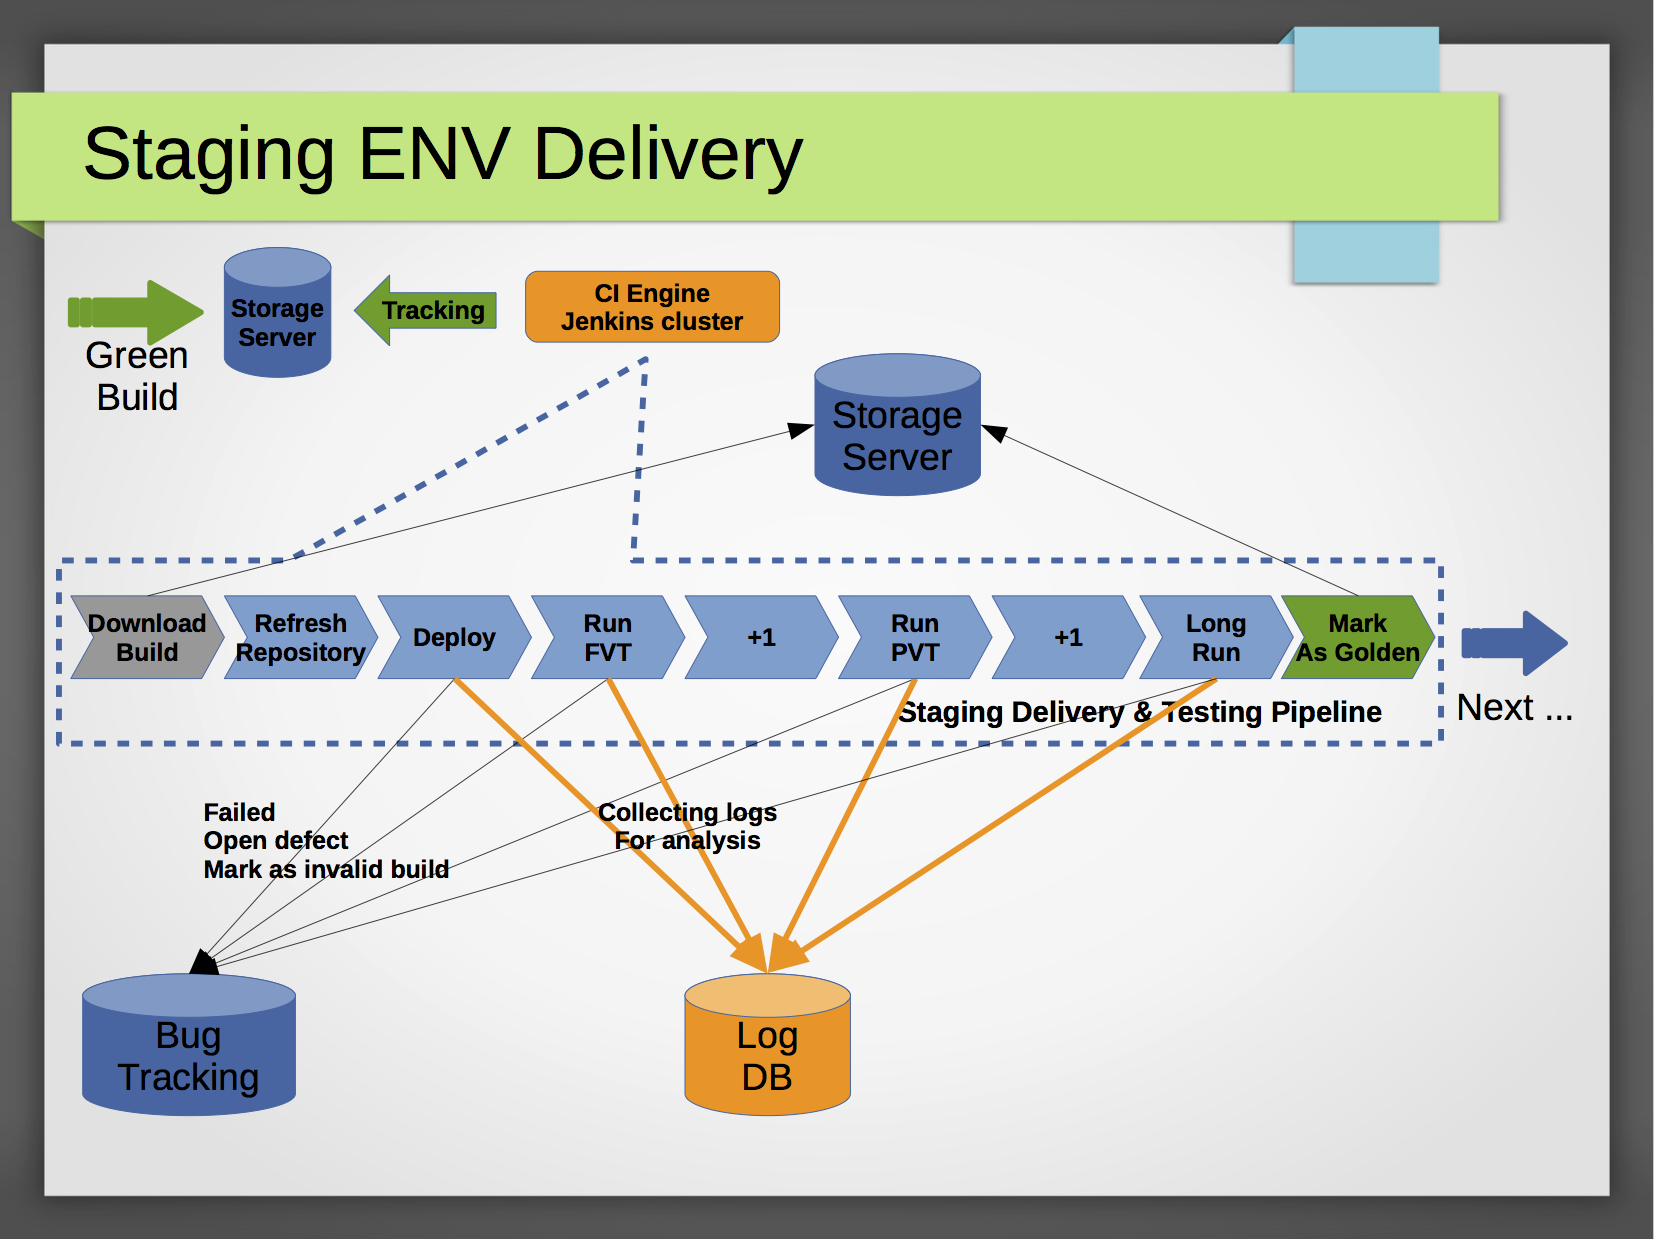 Staging ENV Delivery
Green
Build
Storage
Server
Tracking
CI Engine
Jenkins cluster
Storage
Server
Download
Build
Refresh
Repository
Deploy
Run
FVT
+1
Run
PVT
+1
Long
Run
Mark
As Golden
Staging Delivery & Testing Pipeline
Next ...
Failed
Open defect
Mark as invalid build
Collecting logs
For analysis
Bug
Tracking
Log
DB